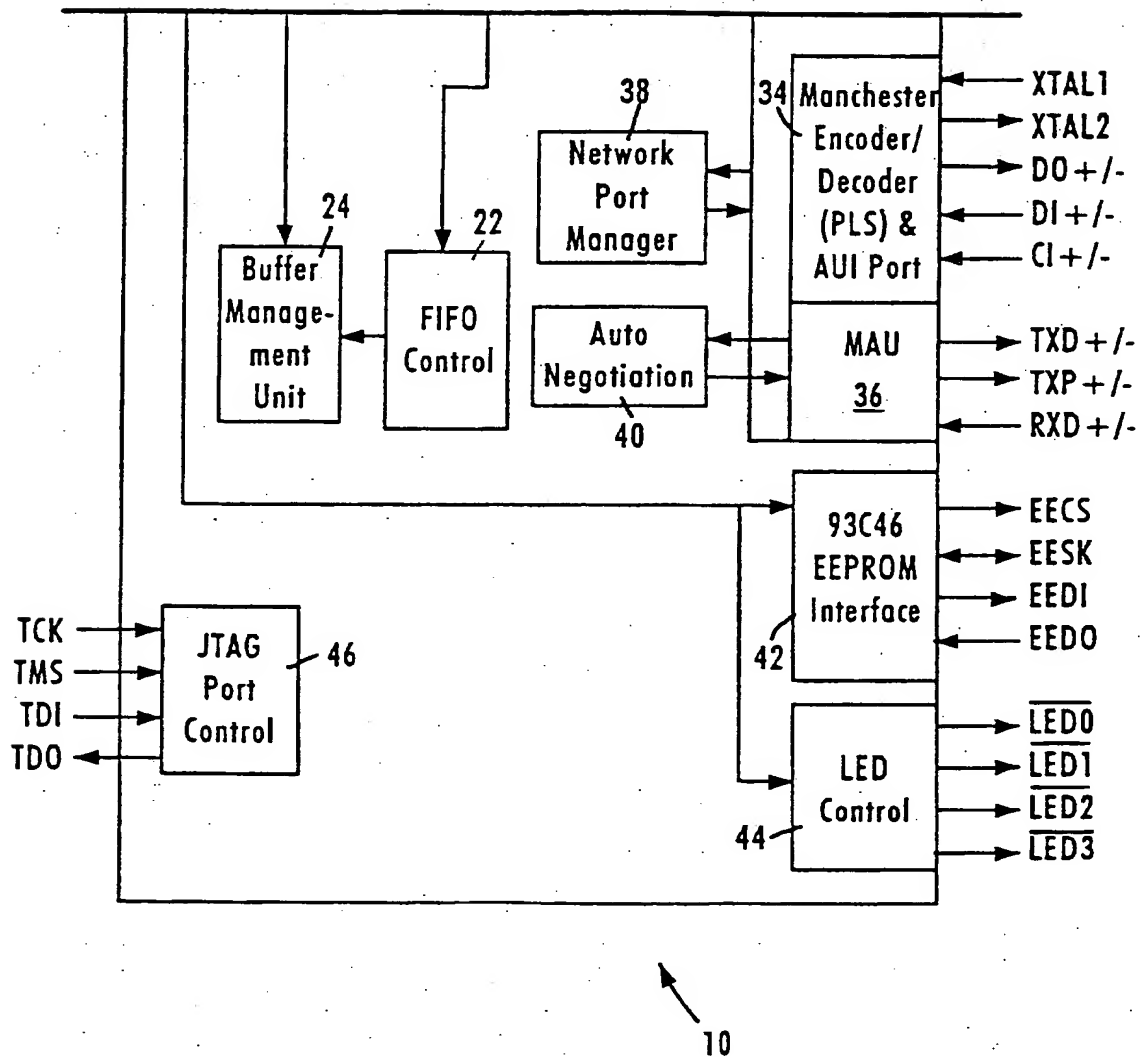 38
Network
Port
Manager
34
Manchester
Encoder/
Decoder
(PLS) &
AUI Port
XTAL1
XTAL2
DO +/-
DI +/-
CI +/-
24
Buffer
Manage-
ment
Unit
22
FIFO
Control
Auto
Negotiation
40
MAU
36
TXD +/-
TXP +/-
RXD +/-
93C46
EEPROM
Interface
42
EECS
EESK
EEDI
EEDO
TCK
TMS
TDI
TDO
JTAG
Port
Control
46
LED
Control
44
LED0
LED1
LED2
LED3
10